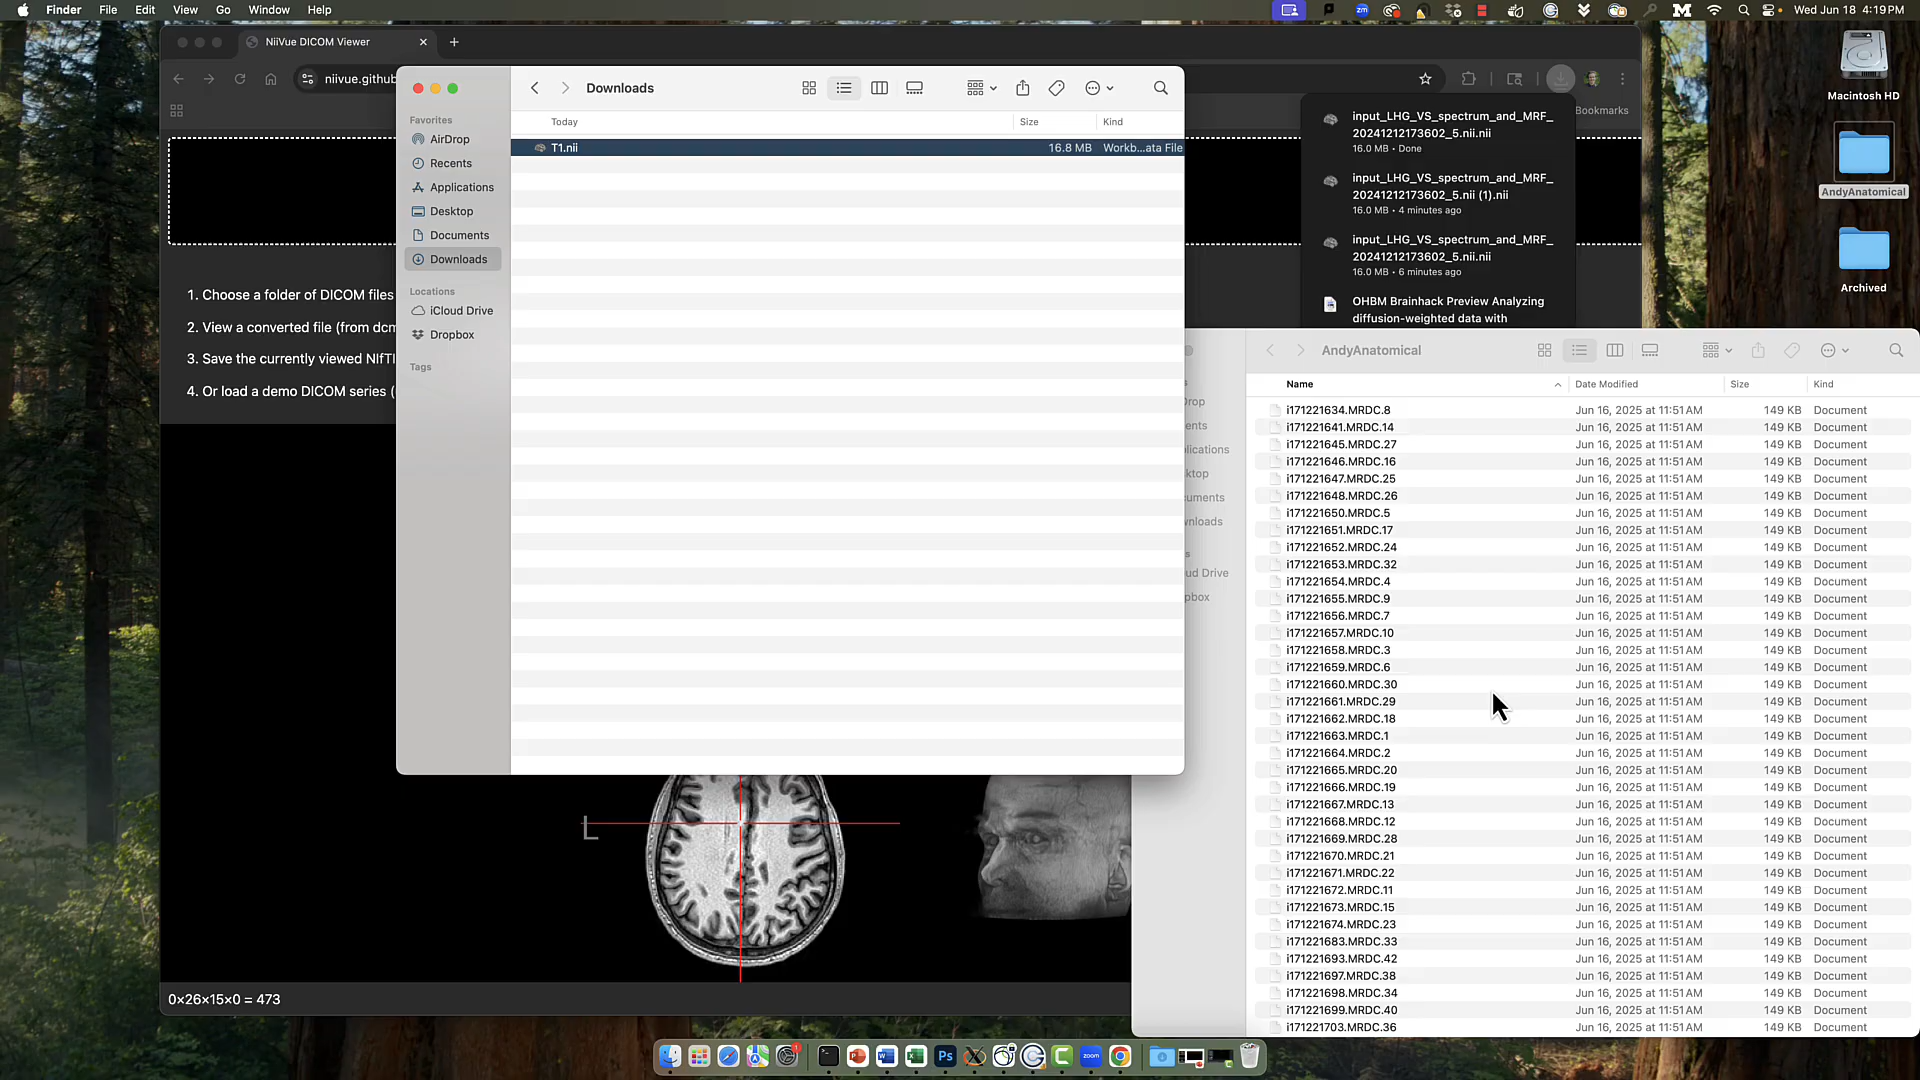 Finder File Edit View Go Window Help
Wed Jun 18 4:19 PM
NiiVue DICOM Viewer
niivue.github
Bookmarks
1. Choose a folder of DICOM files
2. View a converted file (from dcm
3. Save the currently viewed NIfTI
4. Or load a demo DICOM series (
Downloads
Today Size Kind
T1.nii 16.8 MB Workb...ata File
Favorites
AirDrop
Recents
Applications
Desktop
Documents
Downloads
Locations
iCloud Drive
Dropbox
Tags
input_LHG_VS_spectrum_and_MRF_
20241212173602_5.nii.nii
16.0 MB • Done
input_LHG_VS_spectrum_and_MRF_
20241212173602_5.nii (1).nii
16.0 MB • 4 minutes ago
input_LHG_VS_spectrum_and_MRF_
20241212173602_5.nii.nii
16.0 MB • 6 minutes ago
OHBM Brainhack Preview Analyzing
diffusion-weighted data with
Macintosh HD
AndyAnatomical
Archived
AndyAnatomical
s
Drop
ents
lications
ktop
cuments
wnloads
s
oud Drive
pbox
Name Date Modified Size Kind
i171221634.MRDC.8 Jun 16, 2025 at 11:51 AM 149 KB Document
i171221641.MRDC.14 Jun 16, 2025 at 11:51 AM 149 KB Document
i171221645.MRDC.27 Jun 16, 2025 at 11:51 AM 149 KB Document
i171221646.MRDC.16 Jun 16, 2025 at 11:51 AM 149 KB Document
i171221647.MRDC.25 Jun 16, 2025 at 11:51 AM 149 KB Document
i171221648.MRDC.26 Jun 16, 2025 at 11:51 AM 149 KB Document
i171221650.MRDC.5 Jun 16, 2025 at 11:51 AM 149 KB Document
i171221651.MRDC.17 Jun 16, 2025 at 11:51 AM 149 KB Document
i171221652.MRDC.24 Jun 16, 2025 at 11:51 AM 149 KB Document
i171221653.MRDC.32 Jun 16, 2025 at 11:51 AM 149 KB Document
i171221654.MRDC.4 Jun 16, 2025 at 11:51 AM 149 KB Document
i171221655.MRDC.9 Jun 16, 2025 at 11:51 AM 149 KB Document
i171221656.MRDC.7 Jun 16, 2025 at 11:51 AM 149 KB Document
i171221657.MRDC.10 Jun 16, 2025 at 11:51 AM 149 KB Document
i171221658.MRDC.3 Jun 16, 2025 at 11:51 AM 149 KB Document
i171221659.MRDC.6 Jun 16, 2025 at 11:51 AM 149 KB Document
i171221660.MRDC.30 Jun 16, 2025 at 11:51 AM 149 KB Document
i171221661.MRDC.29 Jun 16, 2025 at 11:51 AM 149 KB Document
i171221662.MRDC.18 Jun 16, 2025 at 11:51 AM 149 KB Document
i171221663.MRDC.1 Jun 16, 2025 at 11:51 AM 149 KB Document
i171221664.MRDC.2 Jun 16, 2025 at 11:51 AM 149 KB Document
i171221665.MRDC.20 Jun 16, 2025 at 11:51 AM 149 KB Document
i171221666.MRDC.19 Jun 16, 2025 at 11:51 AM 149 KB Document
i171221667.MRDC.13 Jun 16, 2025 at 11:51 AM 149 KB Document
i171221668.MRDC.12 Jun 16, 2025 at 11:51 AM 149 KB Document
i171221669.MRDC.28 Jun 16, 2025 at 11:51 AM 149 KB Document
i171221670.MRDC.21 Jun 16, 2025 at 11:51 AM 149 KB Document
i171221671.MRDC.22 Jun 16, 2025 at 11:51 AM 149 KB Document
i171221672.MRDC.11 Jun 16, 2025 at 11:51 AM 149 KB Document
i171221673.MRDC.15 Jun 16, 2025 at 11:51 AM 149 KB Document
i171221674.MRDC.23 Jun 16, 2025 at 11:51 AM 149 KB Document
i171221683.MRDC.33 Jun 16, 2025 at 11:51 AM 149 KB Document
i171221693.MRDC.42 Jun 16, 2025 at 11:51 AM 149 KB Document
i171221697.MRDC.38 Jun 16, 2025 at 11:51 AM 149 KB Document
i171221698.MRDC.34 Jun 16, 2025 at 11:51 AM 149 KB Document
i171221699.MRDC.40 Jun 16, 2025 at 11:51 AM 149 KB Document
i171221703.MRDC.36 Jun 16, 2025 at 11:51 AM 149 KB Document
L
0×26×15×0 = 473
Ps
zoom